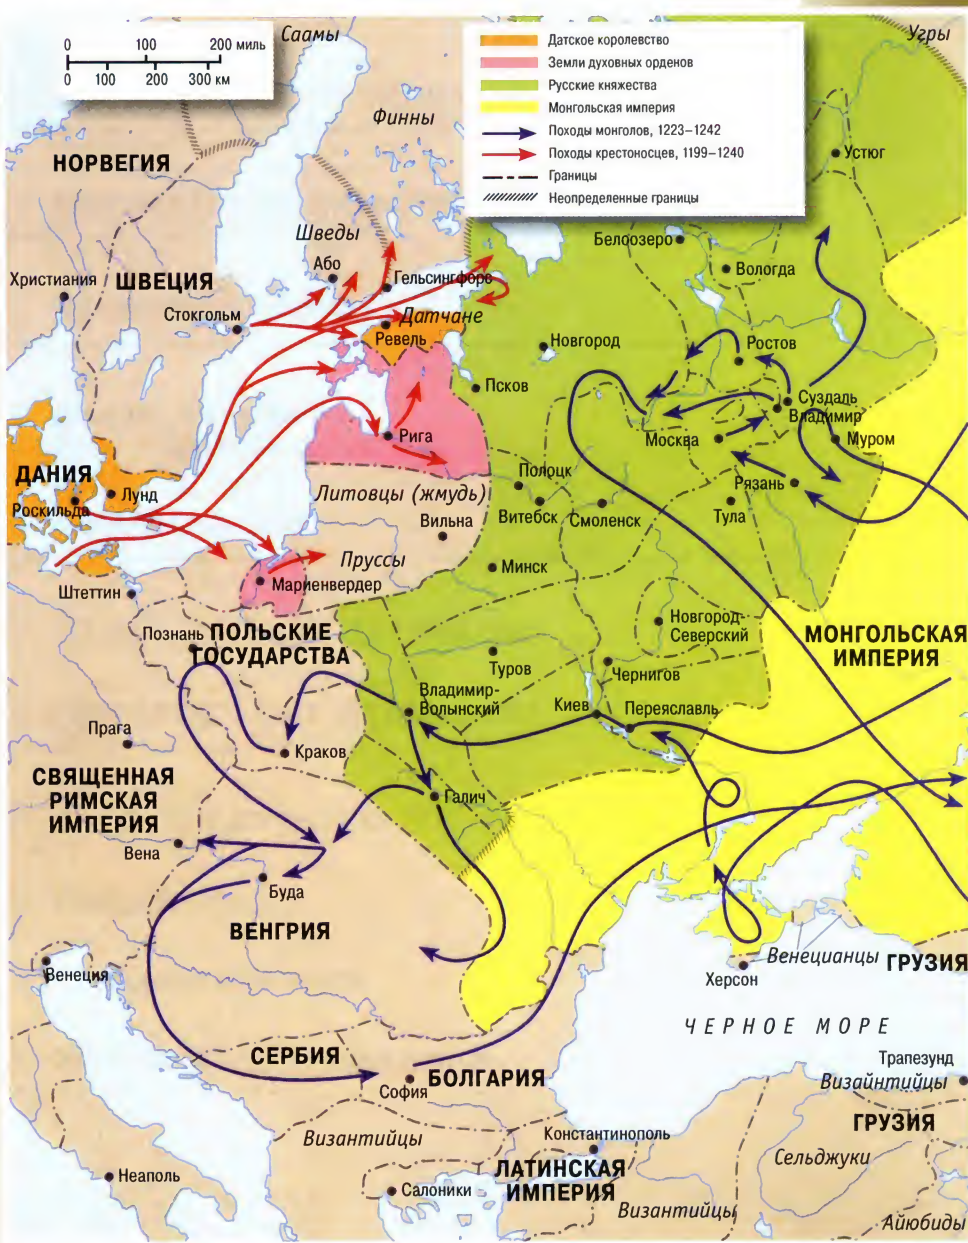 Саамы
Угры
0 100 200 миль
0 100 200 300 км
Датское королевство
Земли духовных орденов
Русские княжества
Монгольская империя
Походы монголов, 1223–1242
Походы крестоносцев, 1199–1240
Границы
Неопределенные границы
Финны
НОРВЕГИЯ
Устюг
Шведы
Белоозеро
Або
Вологда
Христиания
ШВЕЦИЯ
Гельсингфорс
Стокгольм
Датчане
Ревель
Новгород
Ростов
Псков
Суздаль
Владимир
Рига
Москва
Муром
ДАНИЯ
Лунд
Роскильда
Литовцы (жмудь)
Полоцк
Рязань
Вильна
Витебск
Смоленск
Тула
Пруссы
Минск
Мариенвердер
Штеттин
Познань
ПОЛЬСКИЕ
ГОСУДАРСТВА
Новгород-
Северский
МОНГОЛЬСКАЯ
ИМПЕРИЯ
Туров
Чернигов
Владимир-
Волынский
Киев
Переяславль
Прага
Краков
СВЯЩЕННАЯ
РИМСКАЯ
ИМПЕРИЯ
Галич
Вена
Буда
ВЕНГРИЯ
Венеция
Венецианцы
ГРУЗИЯ
Херсон
ЧЕРНОЕ МОРЕ
СЕРБИЯ
София
БОЛГАРИЯ
Трапезунд
Визайнтийцы
ГРУЗИЯ
Византийцы
Константинополь
Сельджуки
Неаполь
Салоники
ЛАТИНСКАЯ
ИМПЕРИЯ
Византийцы
Айюбиды